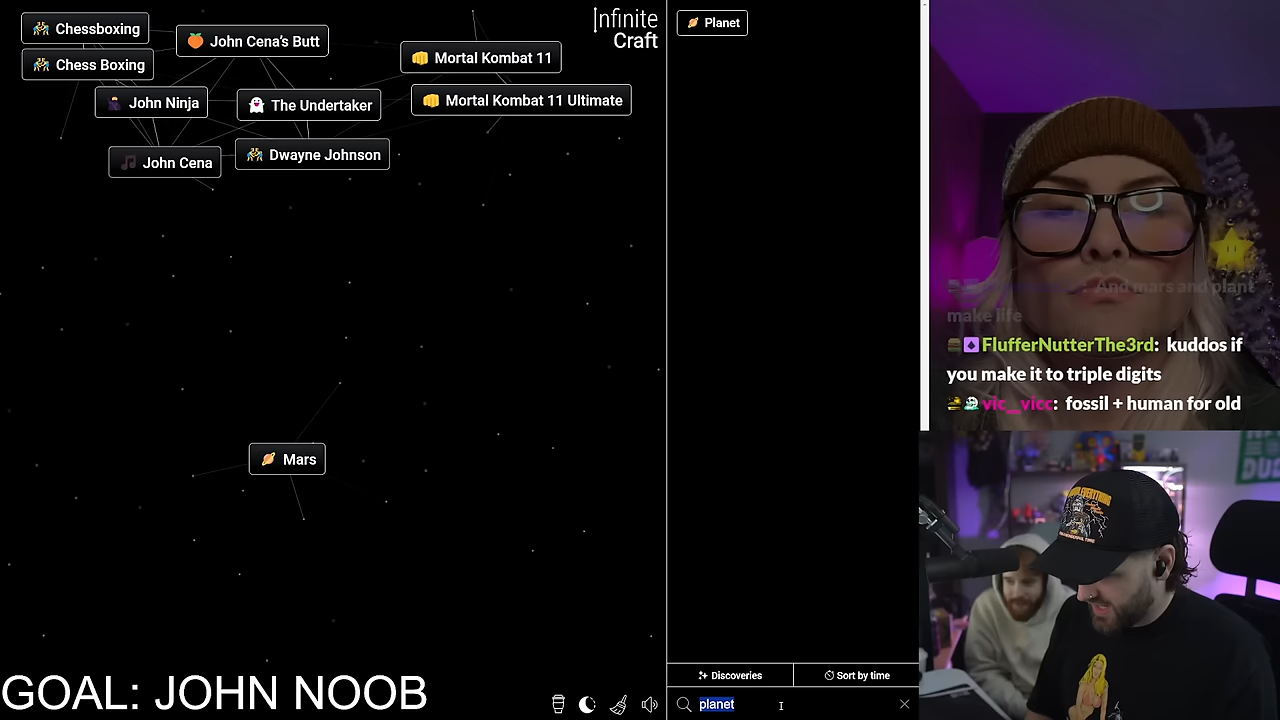 Chessboxing
John Cena's Butt
Infinite
Craft
Planet
Chess Boxing
Mortal Kombat 11
John Ninja
The Undertaker
Mortal Kombat 11 Ultimate
John Cena
Dwayne Johnson
Mars
And mars and plant
make life
FlufferNutterThe3rd: kuddos if
you make it to triple digits
vic__vicc: fossil + human for old
Discoveries
Sort by time
planet
GOAL: JOHN NOOB